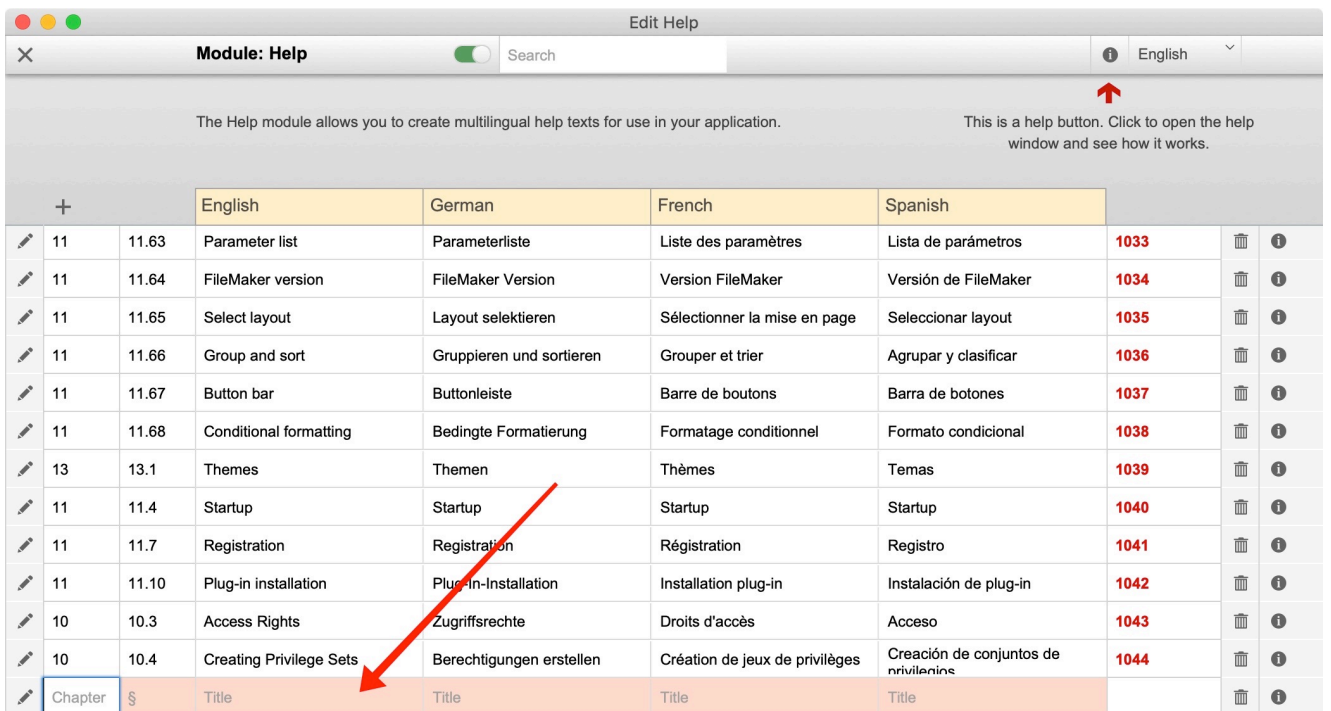 Edit Help
Module: Help Search English
The Help module allows you to create multilingual help texts for use in your application.
This is a help button. Click to open the help
window and see how it works.
+ English German French Spanish
11 11.63 Parameter list Parameterliste Liste des paramètres Lista de parámetros 1033
11 11.64 FileMaker version FileMaker Version Version FileMaker Versión de FileMaker 1034
11 11.65 Select layout Layout selektieren Sélectionner la mise en page Seleccionar layout 1035
11 11.66 Group and sort Gruppieren und sortieren Grouper et trier Agrupar y clasificar 1036
11 11.67 Button bar Buttonleiste Barre de boutons Barra de botones 1037
11 11.68 Conditional formatting Bedingte Formatierung Formatage conditionnel Formato condicional 1038
13 13.1 Themes Themen Thèmes Temas 1039
11 11.4 Startup Startup Startup Startup 1040
11 11.7 Registration Registration Régistration Registro 1041
11 11.10 Plug-in installation Plug-In-Installation Installation plug-in Instalación de plug-in 1042
10 10.3 Access Rights Zugriffsrechte Droits d'accès Acceso 1043
10 10.4 Creating Privilege Sets Berechtigungen erstellen Création de jeux de privilèges Creación de conjuntos de privilegios 1044
Chapter § Title Title Title Title